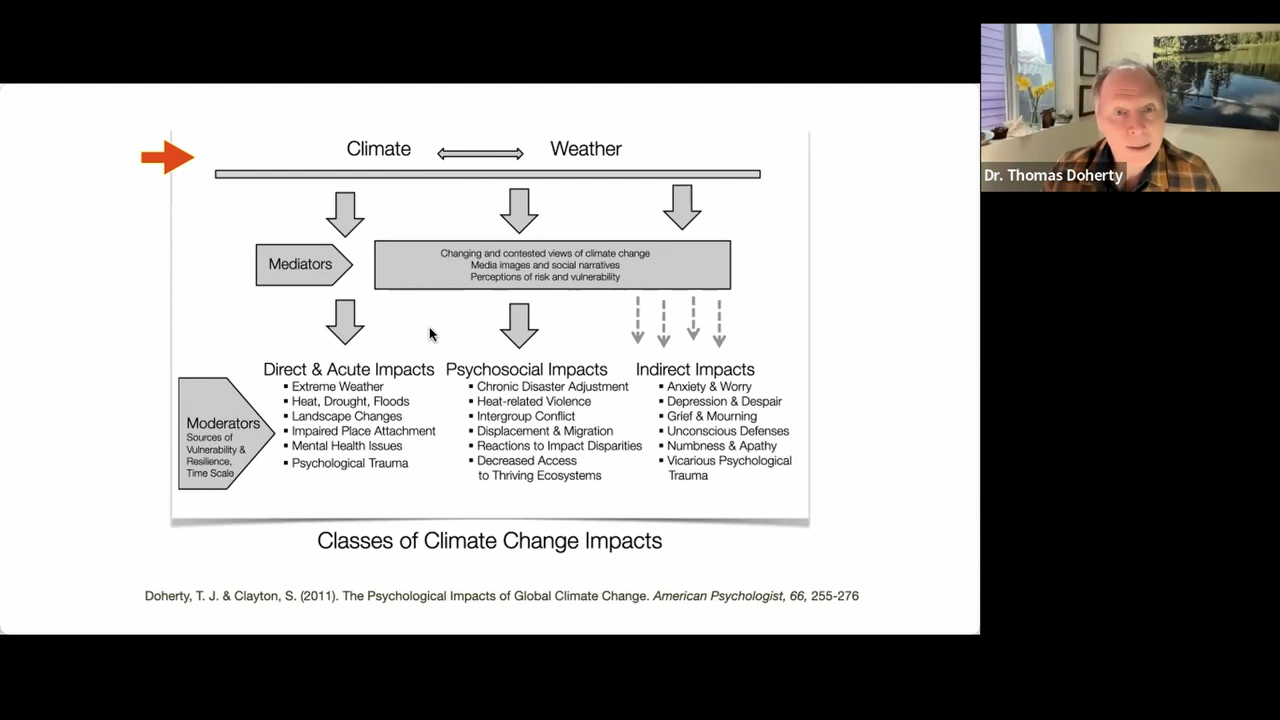 Climate
Weather
Mediators
Changing and contested views of climate change
Media images and social narratives
Perceptions of risk and vulnerability
Direct & Acute Impacts
▪ Extreme Weather
▪ Heat, Drought, Floods
▪ Landscape Changes
▪ Impaired Place Attachment
▪ Mental Health Issues
▪ Psychological Trauma
Psychosocial Impacts
▪ Chronic Disaster Adjustment
▪ Heat-related Violence
▪ Intergroup Conflict
▪ Displacement & Migration
▪ Reactions to Impact Disparities
▪ Decreased Access
to Thriving Ecosystems
Indirect Impacts
▪ Anxiety & Worry
▪ Depression & Despair
▪ Grief & Mourning
▪ Unconscious Defenses
▪ Numbness & Apathy
▪ Vicarious Psychological
Trauma
Moderators
Sources of
Vulnerability &
Resilience,
Time Scale
Classes of Climate Change Impacts
Doherty, T. J. & Clayton, S. (2011). The Psychological Impacts of Global Climate Change. American Psychologist, 66, 255-276
Dr. Thomas Doherty